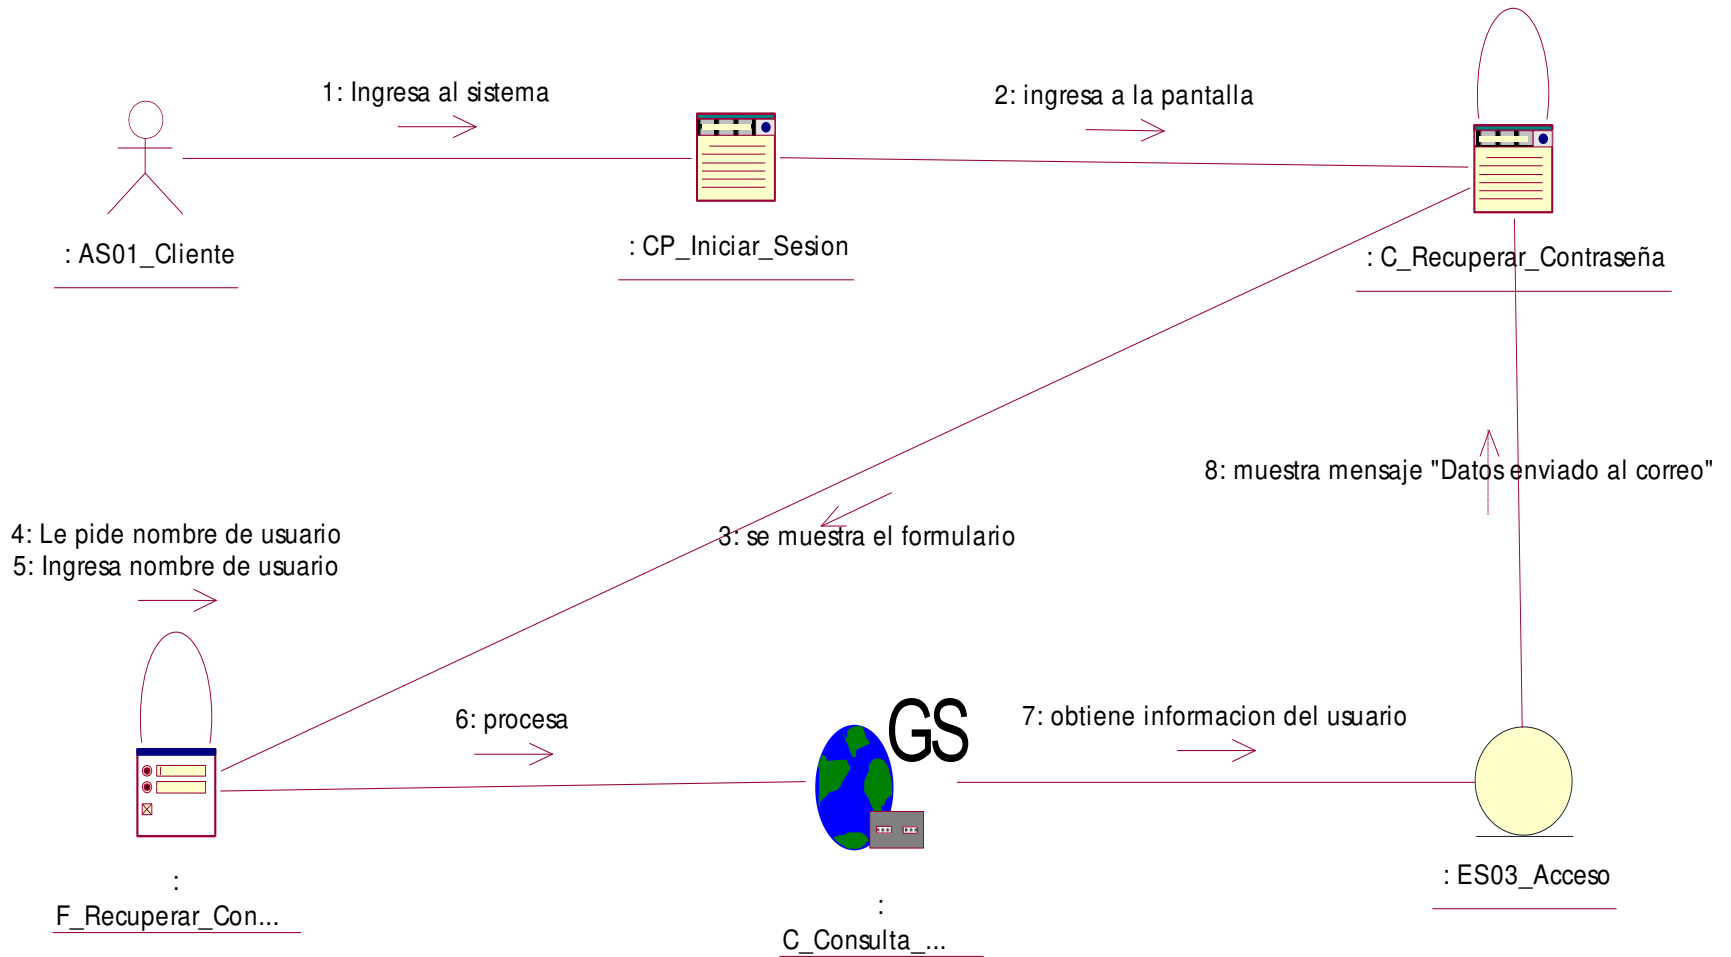 1: Ingresa al sistema
2: ingresa a la pantalla
: AS01_Cliente
: CP_Iniciar_Sesion
: C_Recuperar_Contraseña
8: muestra mensaje "Datos enviado al correo"
3: se muestra el formulario
4: Le pide nombre de usuario
5: Ingresa nombre de usuario
6: procesa
GS
7: obtiene informacion del usuario
:
F_Recuperar_Con...
:
C_Consulta_...
: ES03_Acceso